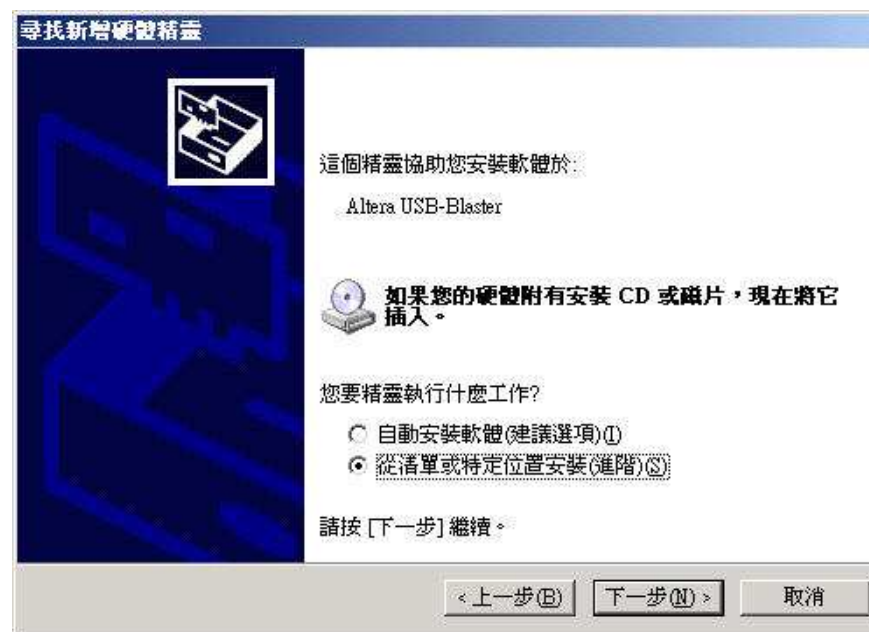 尋找新增硬體精靈
這個精靈協助您安裝軟體於:
Altera USB-Blaster
如果您的硬體附有安裝 CD 或磁片，現在將它
插入。
您要精靈執行什麼工作?
自動安裝軟體(建議選項)(I)
從清單或特定位置安裝(進階)(S)
請按 [下一步] 繼續。
<上一步(B) 下一步(N)> 取消